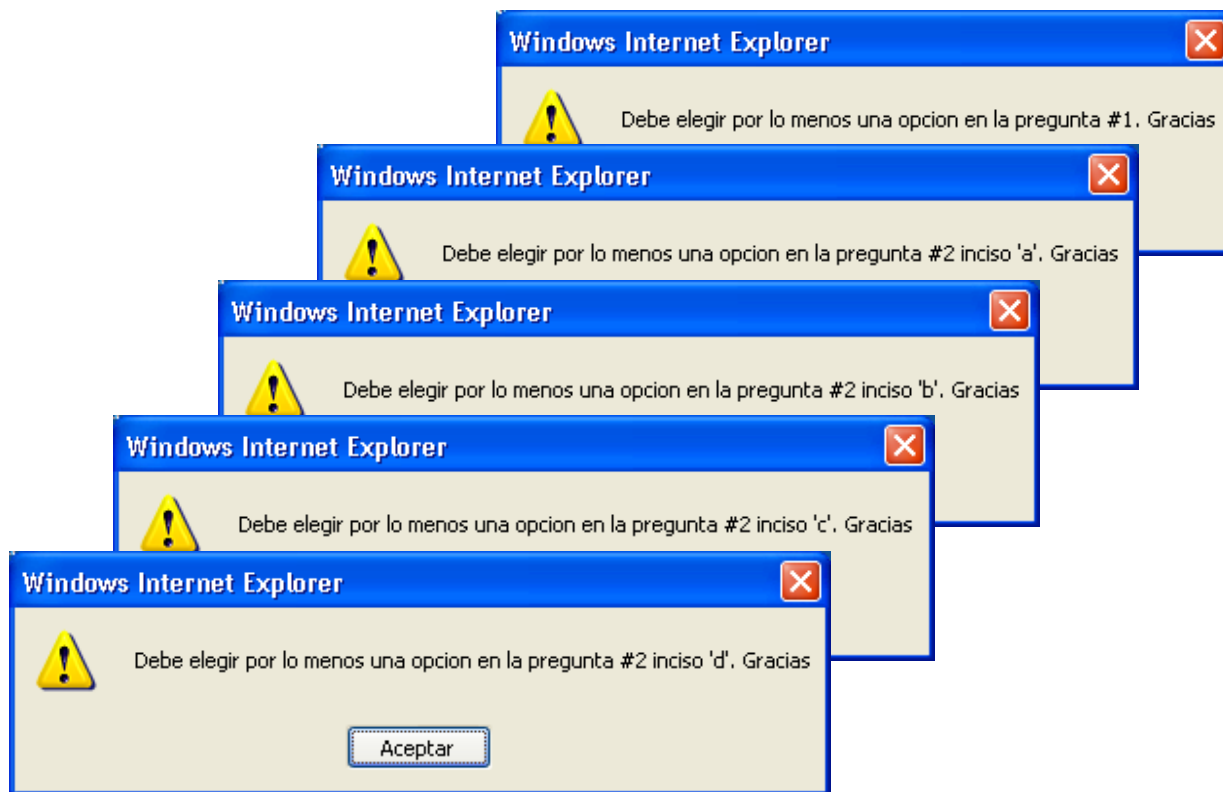 Windows Internet Explorer
Debe elegir por lo menos una opcion en la pregunta #1. Gracias
Windows Internet Explorer
Debe elegir por lo menos una opcion en la pregunta #2 inciso 'a'. Gracias
Windows Internet Explorer
Debe elegir por lo menos una opcion en la pregunta #2 inciso 'b'. Gracias
Windows Internet Explorer
Debe elegir por lo menos una opcion en la pregunta #2 inciso 'c'. Gracias
Windows Internet Explorer
Debe elegir por lo menos una opcion en la pregunta #2 inciso 'd'. Gracias
Aceptar